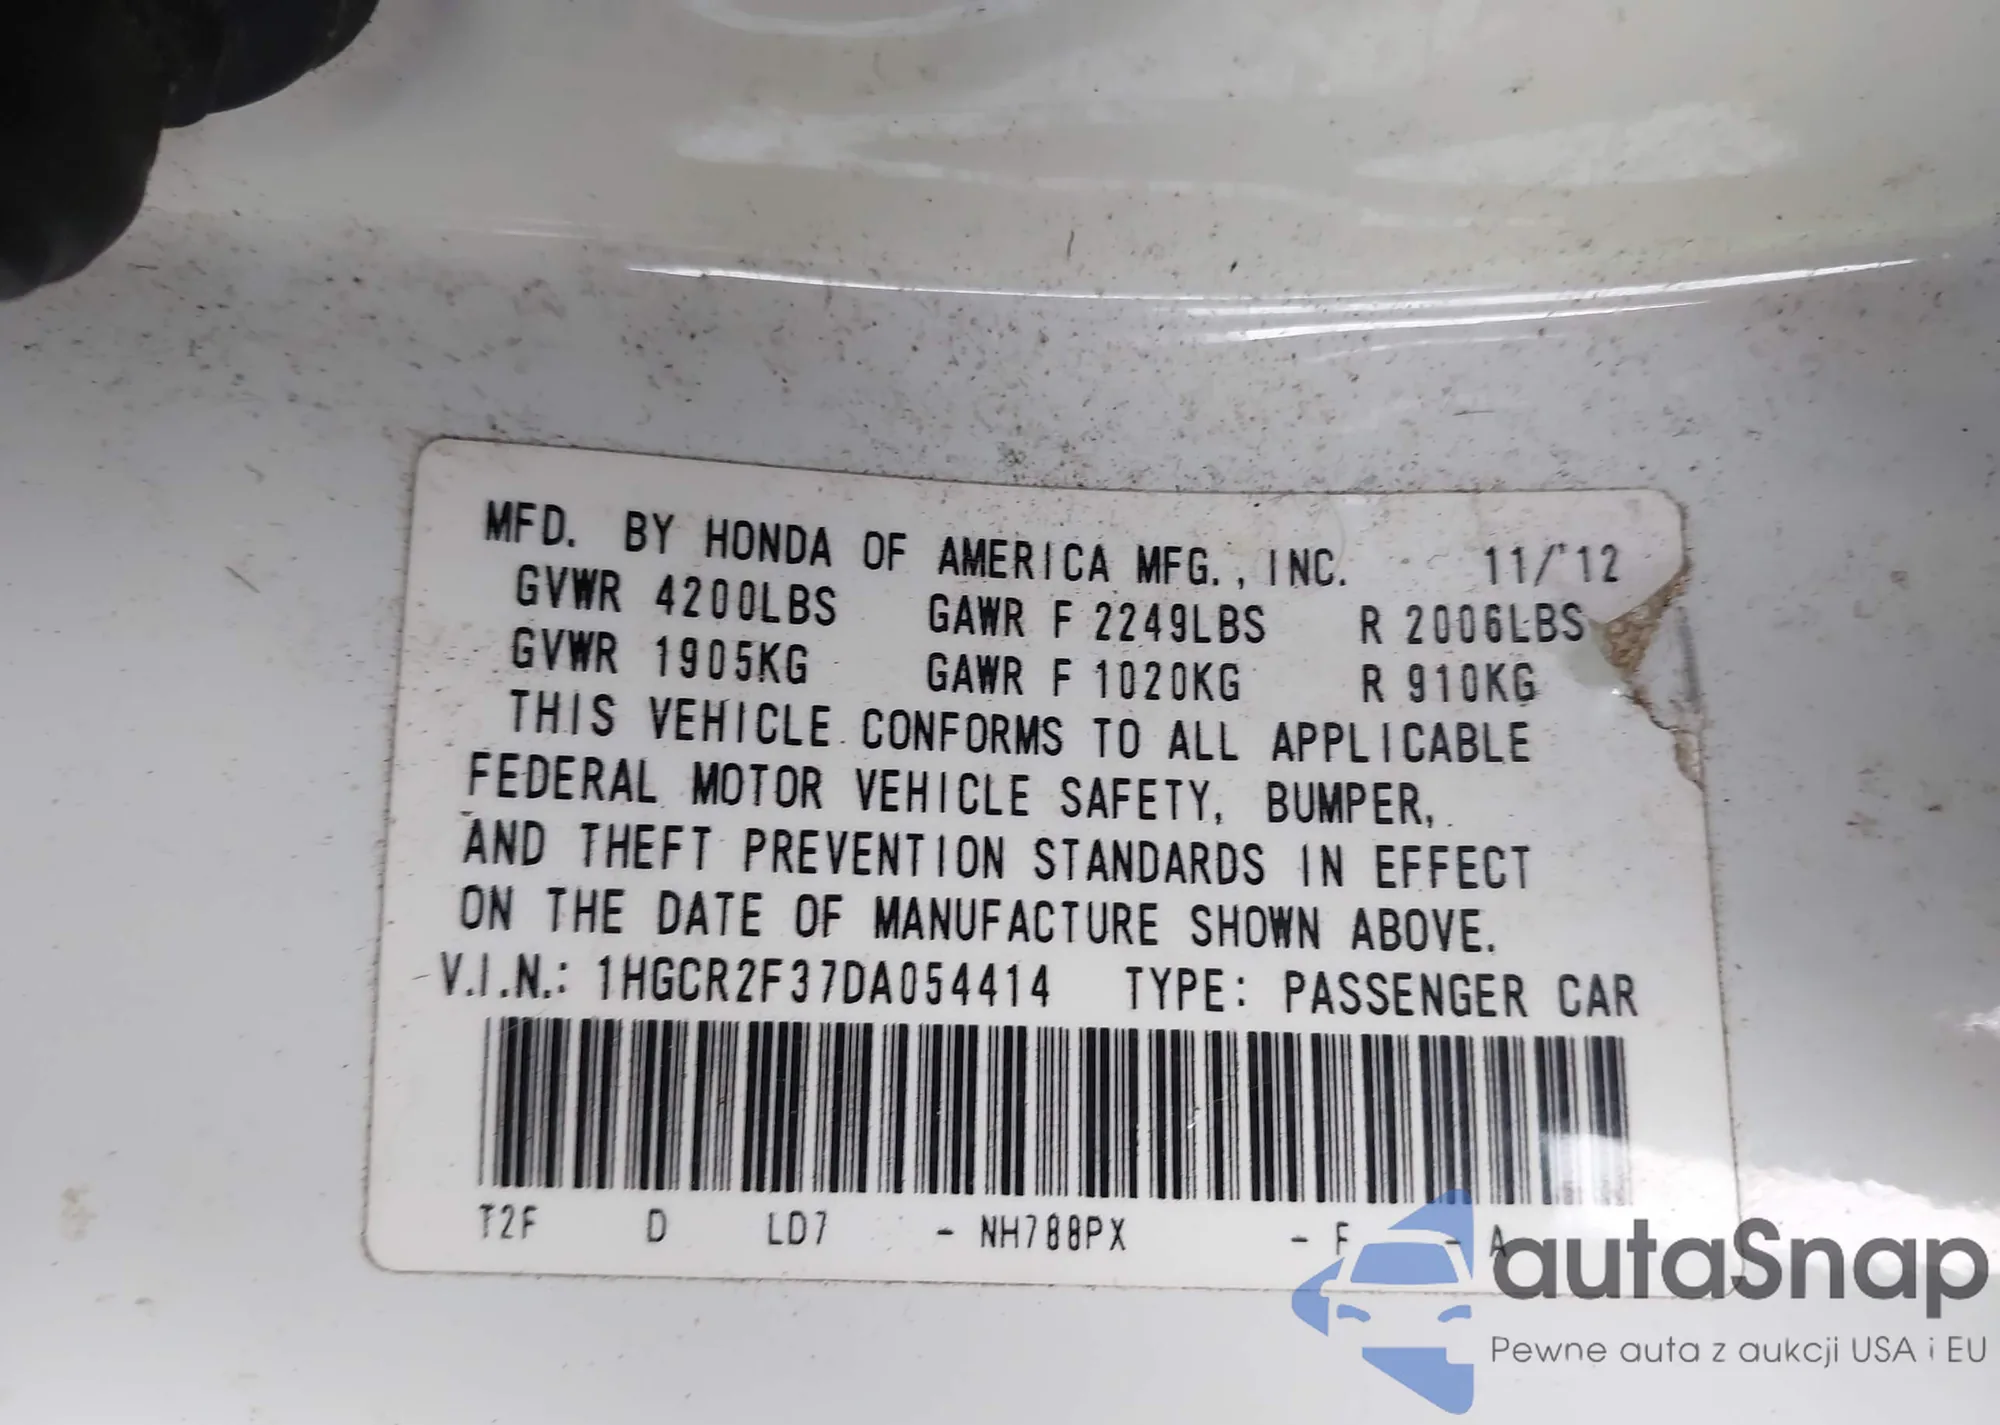 MFD. BY HONDA OF AMERICA MFG., INC. 11/'12
GVWR 4200LBS GAWR F 2249LBS R 2006LBS
GVWR 1905KG GAWR F 1020KG R 910KG
THIS VEHICLE CONFORMS TO ALL APPLICABLE
FEDERAL MOTOR VEHICLE SAFETY, BUMPER,
AND THEFT PREVENTION STANDARDS IN EFFECT
ON THE DATE OF MANUFACTURE SHOWN ABOVE.
V.I.N.: 1HGCR2F37DA054414 TYPE: PASSENGER CAR
T2F D LD7 - NH788PX - F - A
autaSnap
Pewne auta z aukcji USA i EU